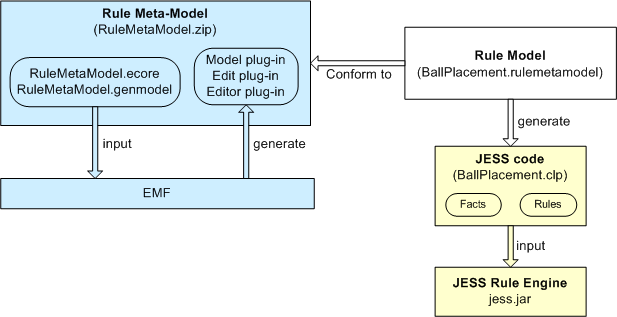 Rule Meta-Model
(RuleMetaModel.zip)
RuleMetaModel.ecore
RuleMetaModel.genmodel
Model plug-in
Edit plug-in
Editor plug-in
input
generate
EMF
Conform to
Rule Model
(BallPlacement.rulemetamodel)
generate
JESS code
(BallPlacement.clp)
Facts
Rules
input
JESS Rule Engine
jess.jar